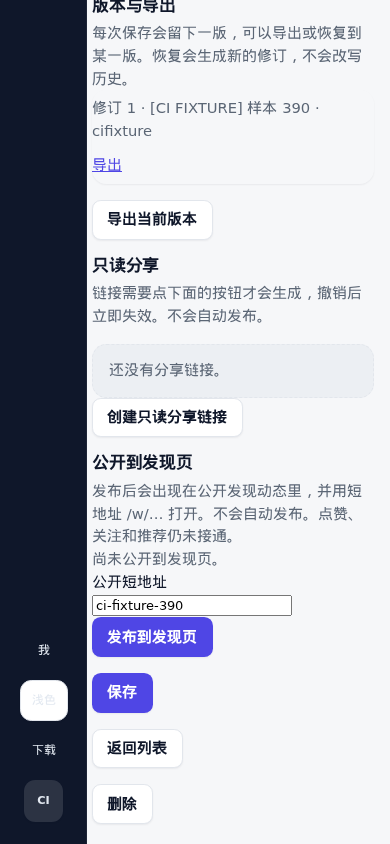 版本与导出
每次保存会留下一版，可以导出或恢复到
某一版。恢复会生成新的修订，不会改写
历史。
修订 1 · [CI FIXTURE] 样本 390 ·
cifixture
导出
导出当前版本
只读分享
链接需要点下面的按钮才会生成，撤销后
立即失效。不会自动发布。
还没有分享链接。
创建只读分享链接
公开到发现页
发布后会出现在公开发现动态里，并用短
地址 /w/… 打开。不会自动发布。点赞、
关注和推荐仍未接通。
尚未公开到发现页。
公开短地址
ci-fixture-390
发布到发现页
保存
返回列表
删除
我
浅色
下载
CI